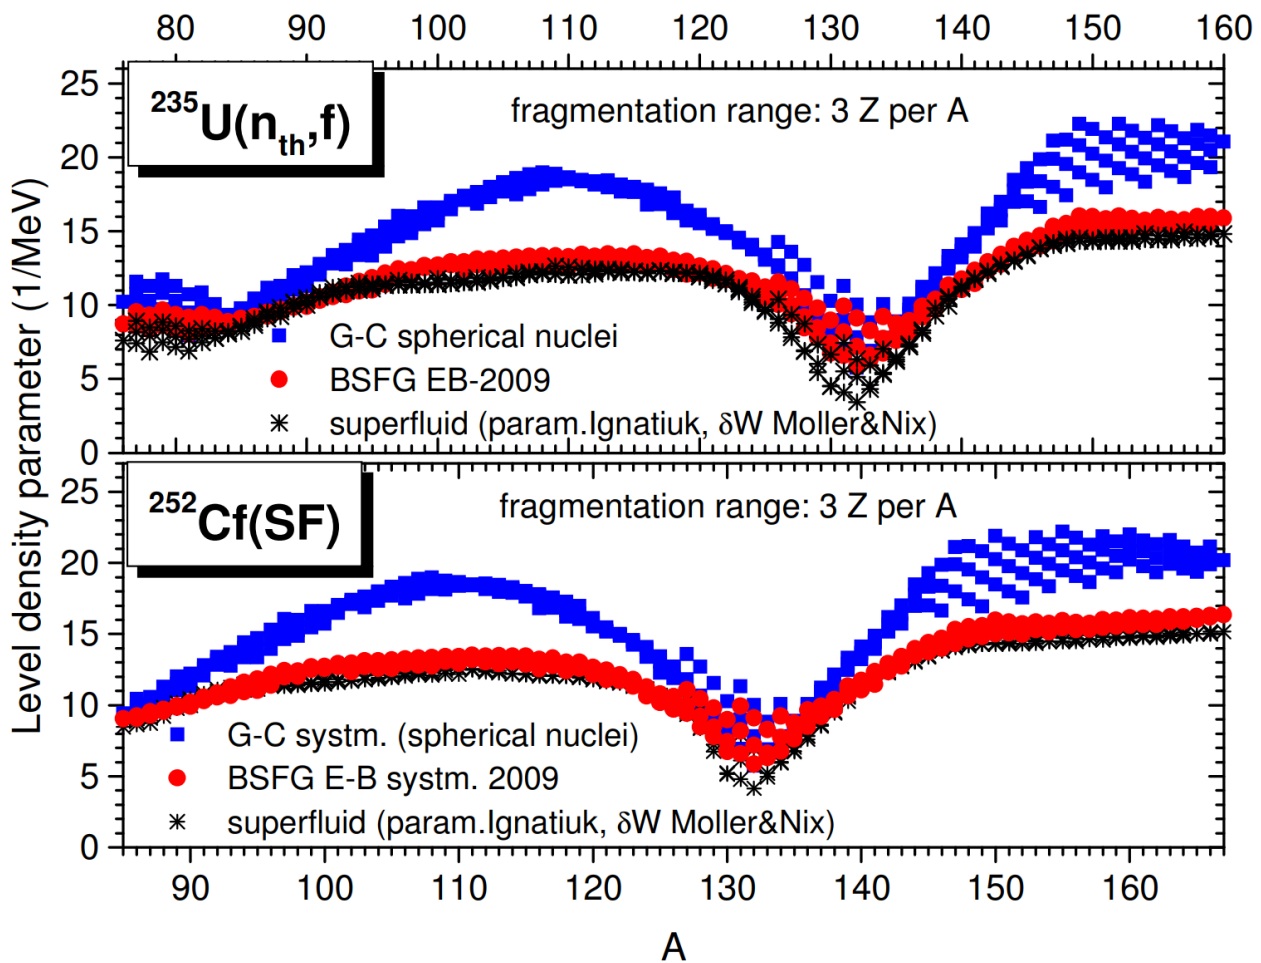 80 90 100 110 120 130 140 150 160
25
20
15
10
5
0
²³⁵U(nₜₕ,f)
fragmentation range: 3 Z per A
G-C spherical nuclei
BSFG EB-2009
superfluid (param.Ignatiuk, δW Moller&Nix)
Level density parameter (1/MeV)
25
20
15
10
5
0
²⁵²Cf(SF)
fragmentation range: 3 Z per A
G-C systm. (spherical nuclei)
BSFG E-B systm. 2009
superfluid (param.Ignatiuk, δW Moller&Nix)
90 100 110 120 130 140 150 160
A